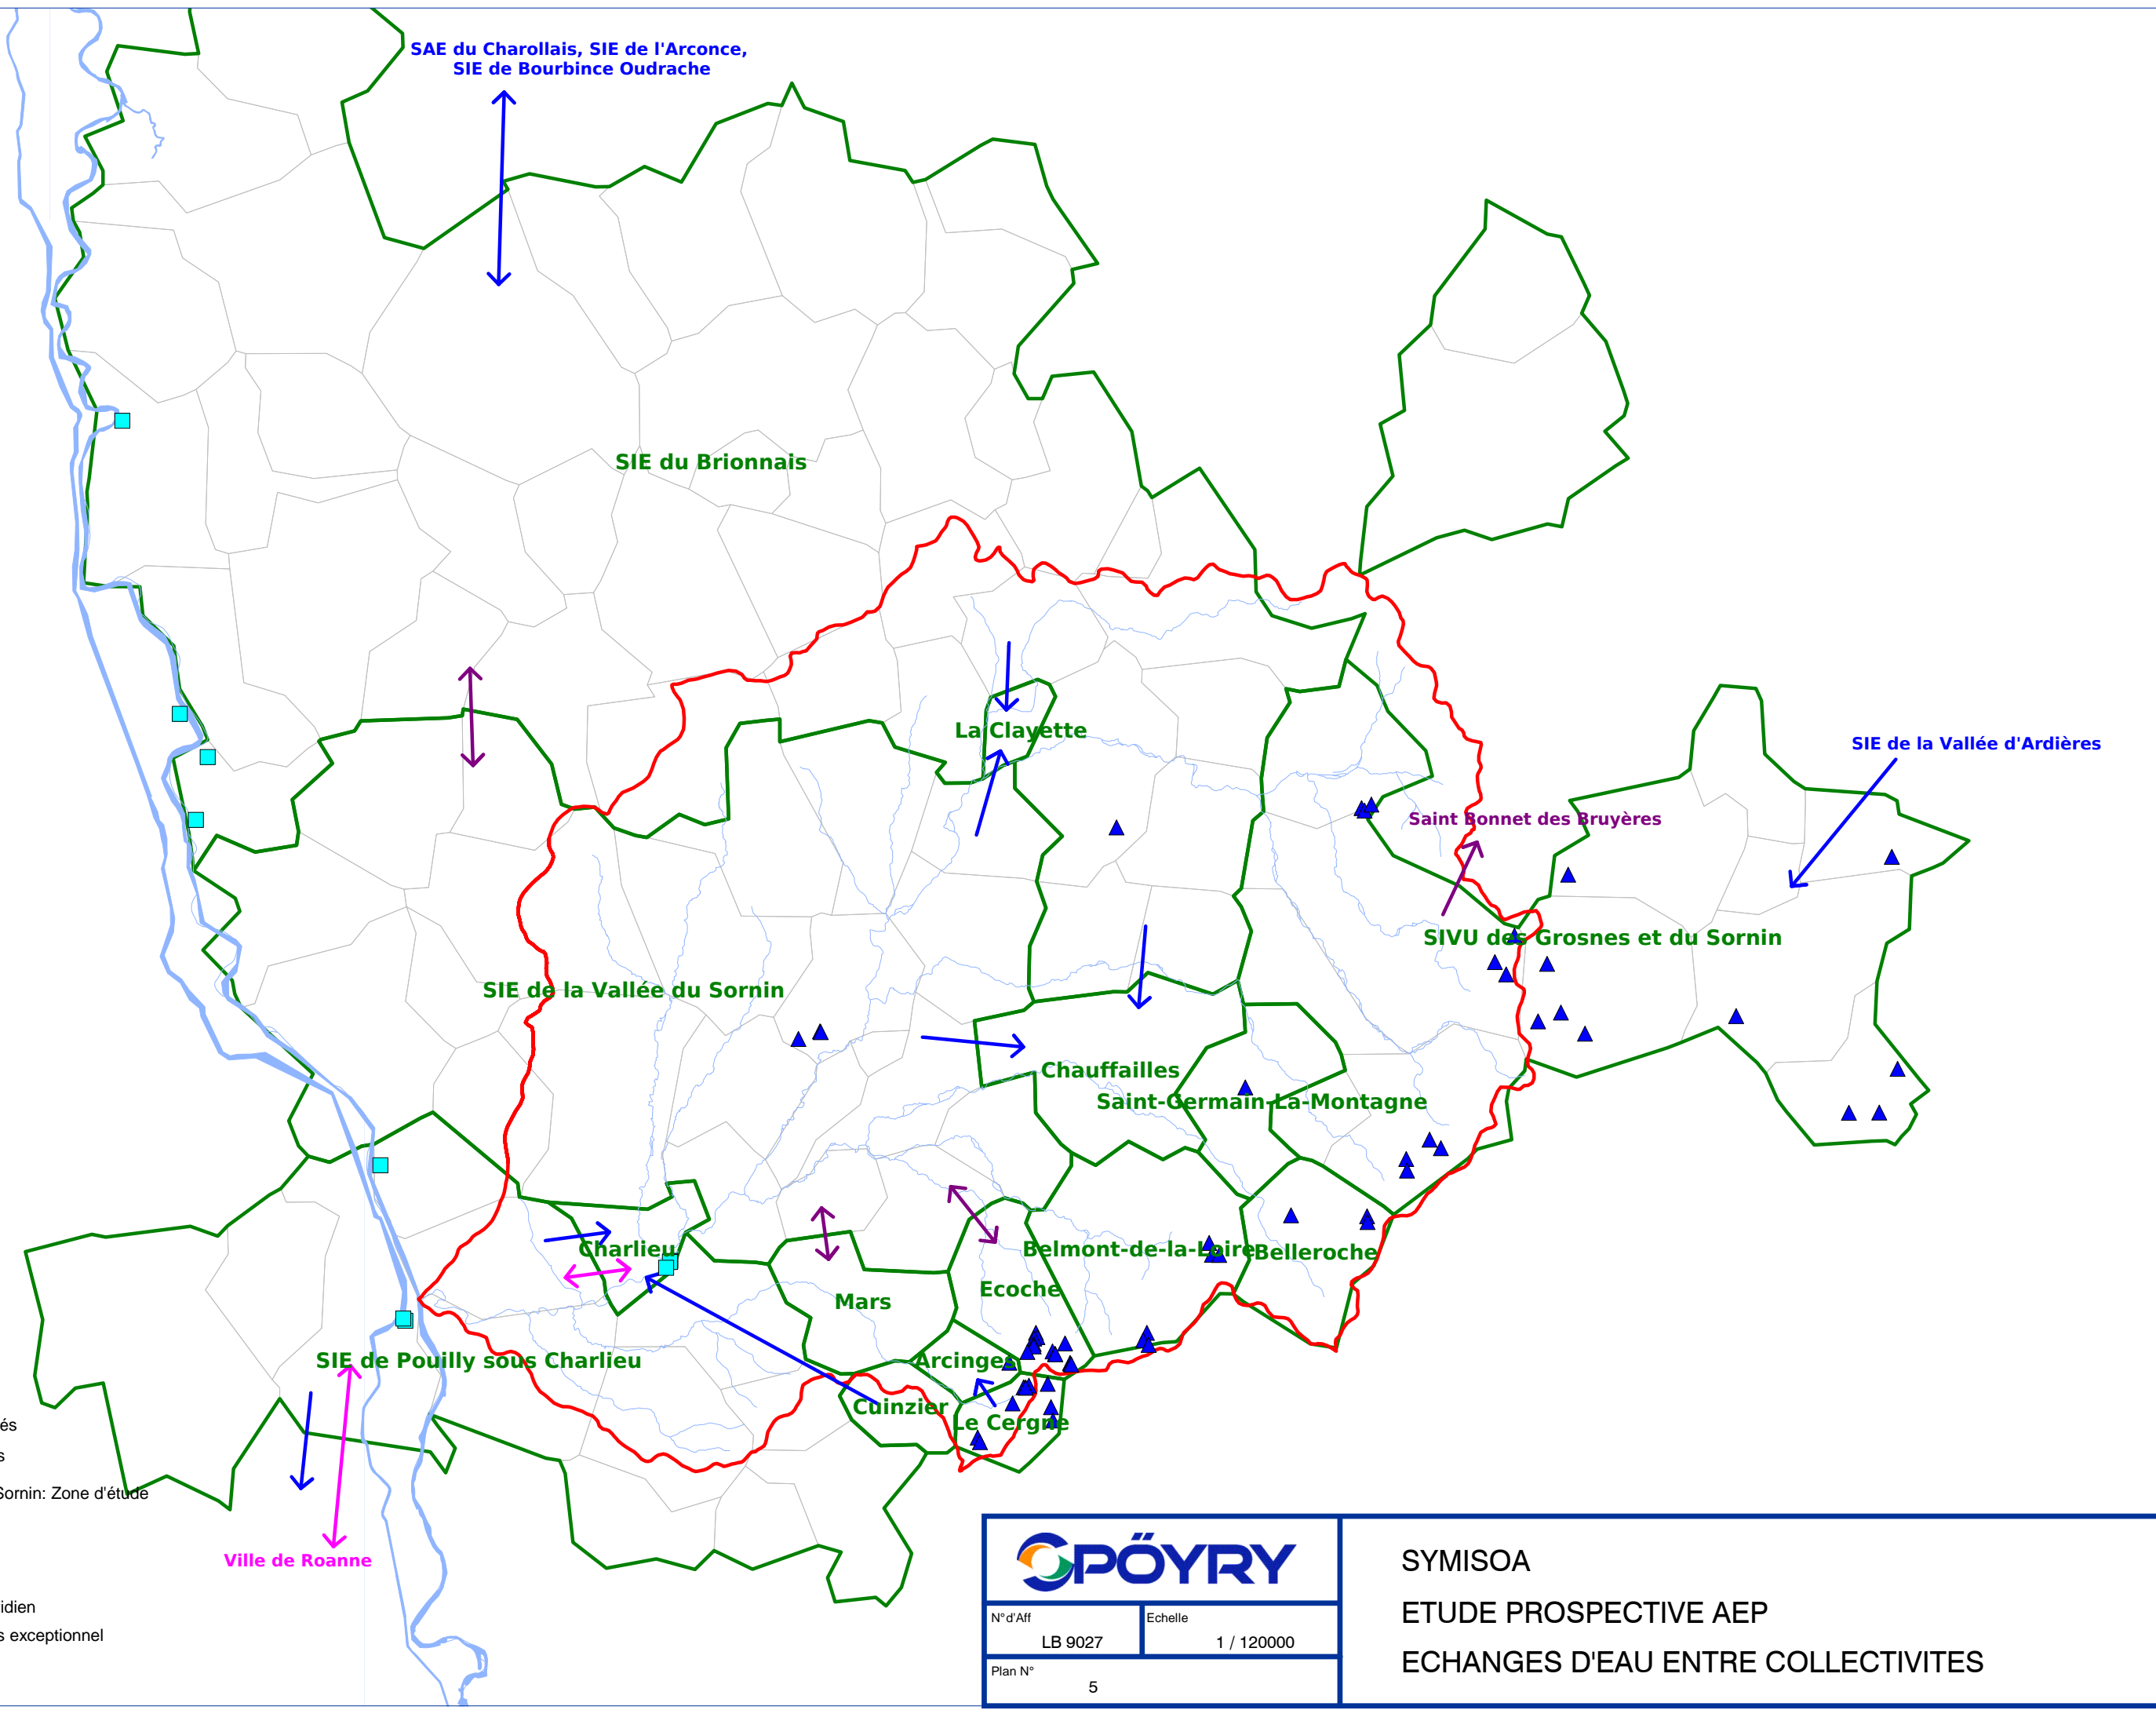 SAE du Charollais, SIE de l'Arconce,
SIE de Bourbince Oudrache
SIE du Brionnais
La Clayette
SIE de la Vallée d'Ardières
Saint Bonnet des Bruyères
SIVU des Grosnes et du Sornin
SIE de la Vallée du Sornin
Chauffailles
Saint-Germain-La-Montagne
Charlieu
Belmont-de-la-Loire
Belleroche
Ecoche
Mars
SIE de Pouilly sous Charlieu
Arcinges
Cuinzier
Le Cergne
és
s
Sornin: Zone d'étude
Ville de Roanne
idien
s exceptionnel
PÖYRY
N°d'Aff
LB 9027
Echelle
1 / 120000
Plan N°
5
SYMISOA
ETUDE PROSPECTIVE AEP
ECHANGES D'EAU ENTRE COLLECTIVITES